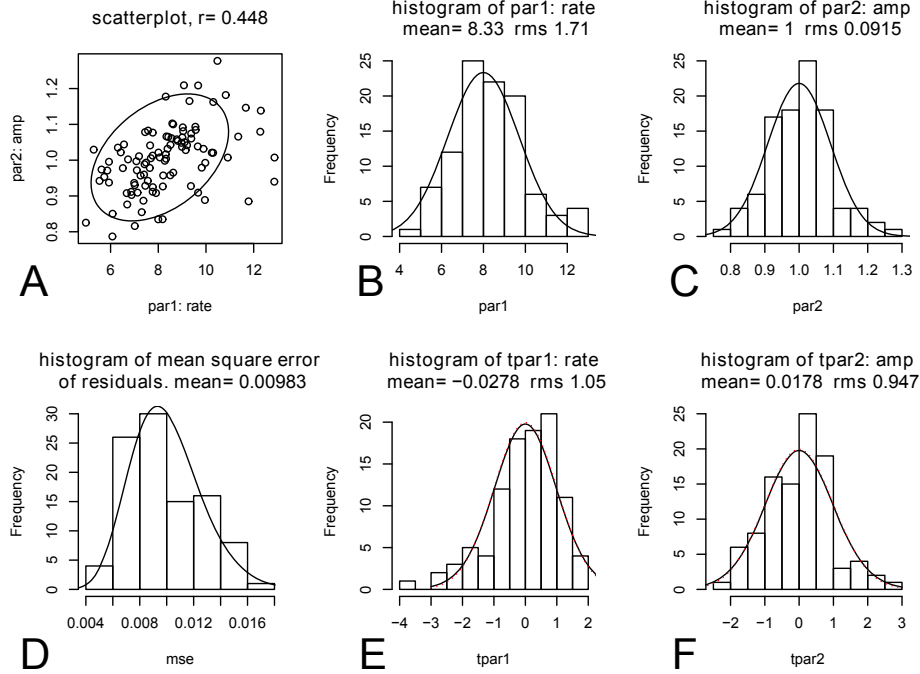 scatterplot, r= 0.448
par2: amp
0.8 0.9 1.0 1.1 1.2
6 8 10 12
par1: rate
A
histogram of par1: rate
mean= 8.33 rms 1.71
Frequency
0 5 10 15 20 25
4 6 8 10 12
par1
B
histogram of par2: amp
mean= 1 rms 0.0915
Frequency
0 5 10 15 20 25
0.8 0.9 1.0 1.1 1.2 1.3
par2
C
histogram of mean square error
of residuals. mean= 0.00983
Frequency
0 5 10 15 20 25 30
0.004 0.008 0.012 0.016
mse
D
histogram of tpar1: rate
mean= −0.0278 rms 1.05
Frequency
0 5 10 15 20
−4 −3 −2 −1 0 1 2
tpar1
E
histogram of tpar2: amp
mean= 0.0178 rms 0.947
Frequency
0 5 10 15 20 25
−2 −1 0 1 2 3
tpar2
F